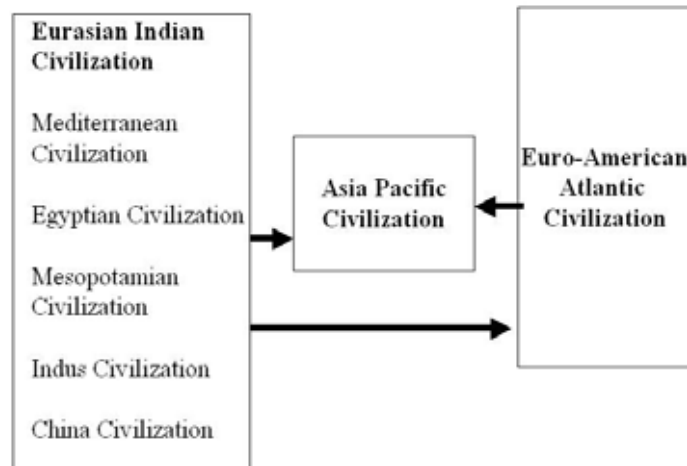 Eurasian Indian
Civilization
Mediterranean
Civilization
Egyptian Civilization
Mesopotamian
Civilization
Indus Civilization
China Civilization
Asia Pacific
Civilization
Euro-American
Atlantic
Civilization